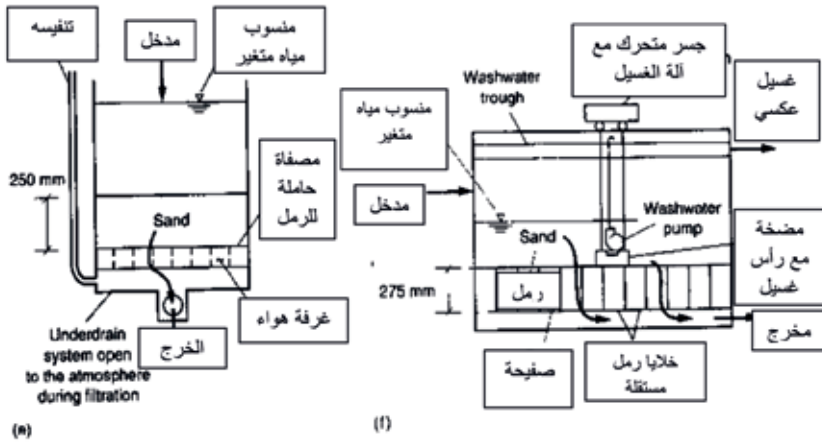 تنفيسه
مدخل
منسوب
مياه متغير
250 mm
Sand
مصفاة
حاملة
للرمل
غرفة هواء
الخرج
Underdrain
system open
to the atmosphere
during filtration
(e)
جسر متحرك مع
آلة الغسيل
Washwater
trough
غسيل
عكسي
منسوب مياه
متغير
مدخل
Sand
Washwater
pump
مضخة
مع رأس
غسيل
275 mm
رمل
مخرج
صفيحة
خلايا رمل
مستقلة
(f)